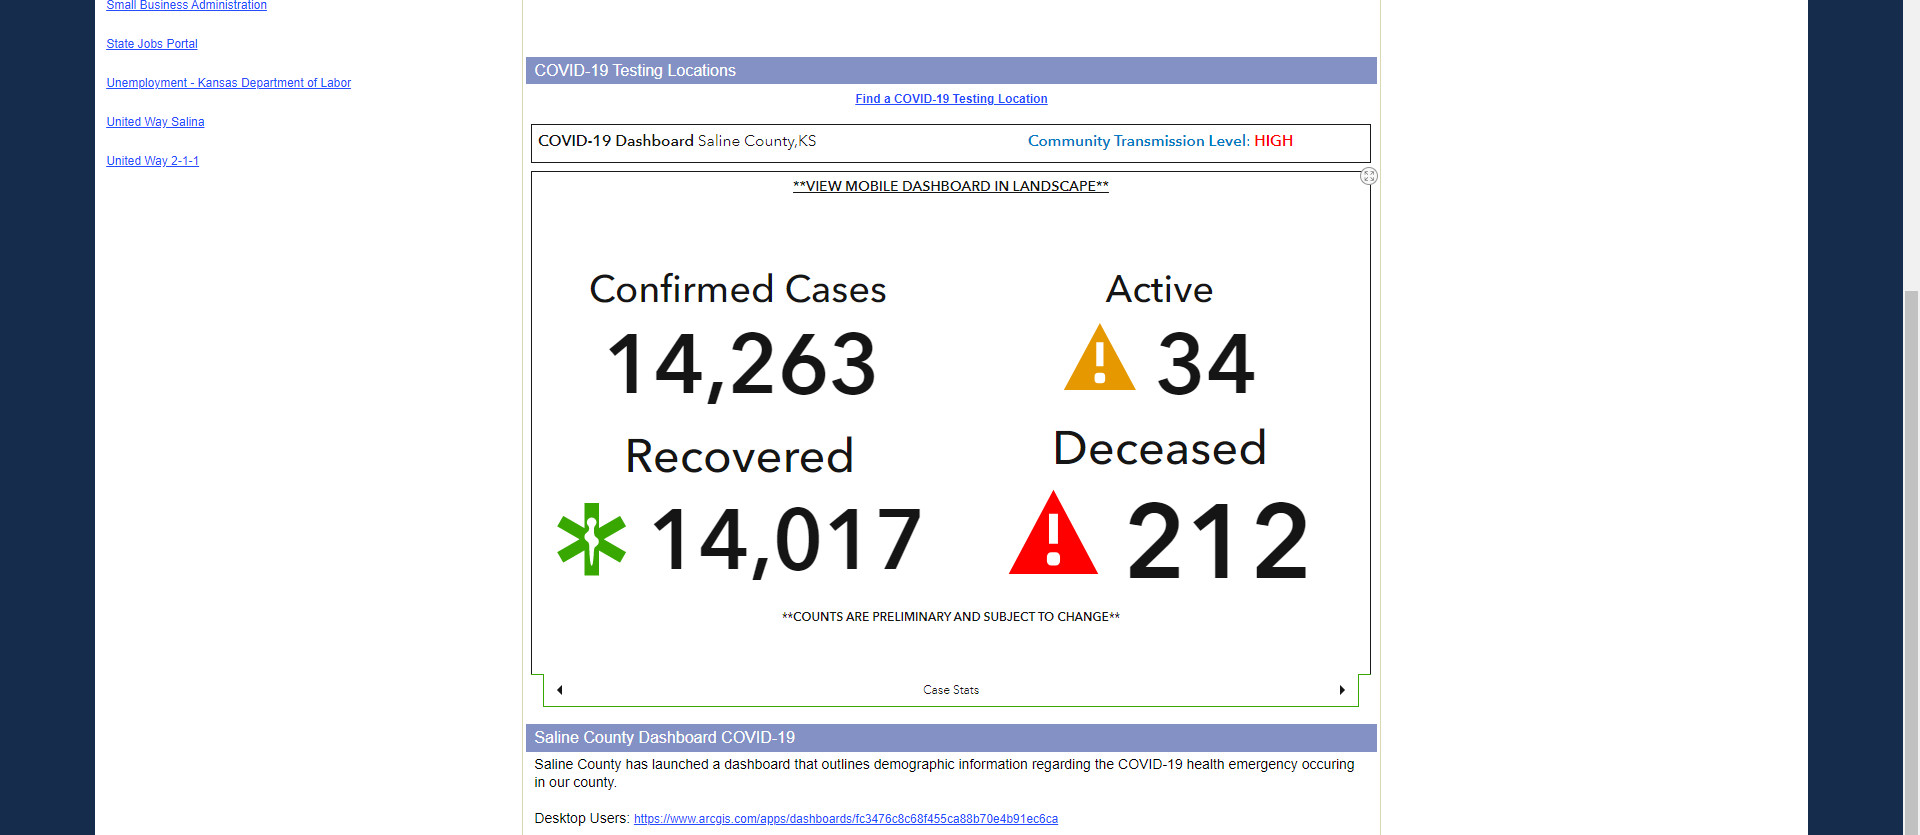 Small Business Administration
State Jobs Portal
Unemployment - Kansas Department of Labor
United Way Salina
United Way 2-1-1
COVID-19 Testing Locations
Find a COVID-19 Testing Location
COVID-19 Dashboard Saline County,KS
Community Transmission Level: HIGH
**VIEW MOBILE DASHBOARD IN LANDSCAPE**
Confirmed Cases
14,263
Active
34
Recovered
14,017
Deceased
212
**COUNTS ARE PRELIMINARY AND SUBJECT TO CHANGE**
Case Stats
Saline County Dashboard COVID-19
Saline County has launched a dashboard that outlines demographic information regarding the COVID-19 health emergency occuring
in our county.
Desktop Users: https://www.arcgis.com/apps/dashboards/fc3476c8c68f455ca88b70e4b91ec6ca